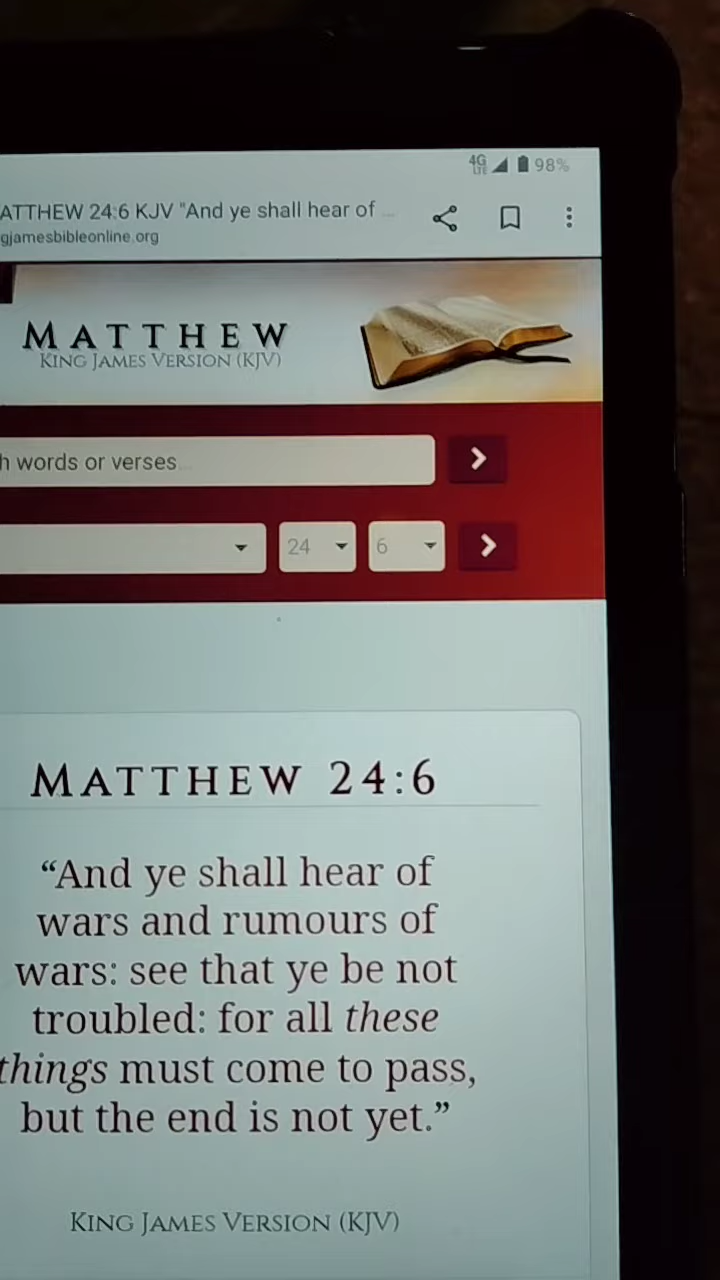 4G
LTE
98%
ATTHEW 24:6 KJV "And ye shall hear of ...
gjamesbibleonline.org
MATTHEW
KING JAMES VERSION (KJV)
h words or verses
24 6
MATTHEW 24:6
“And ye shall hear of
wars and rumours of
wars: see that ye be not
troubled: for all these
things must come to pass,
but the end is not yet.”
KING JAMES VERSION (KJV)